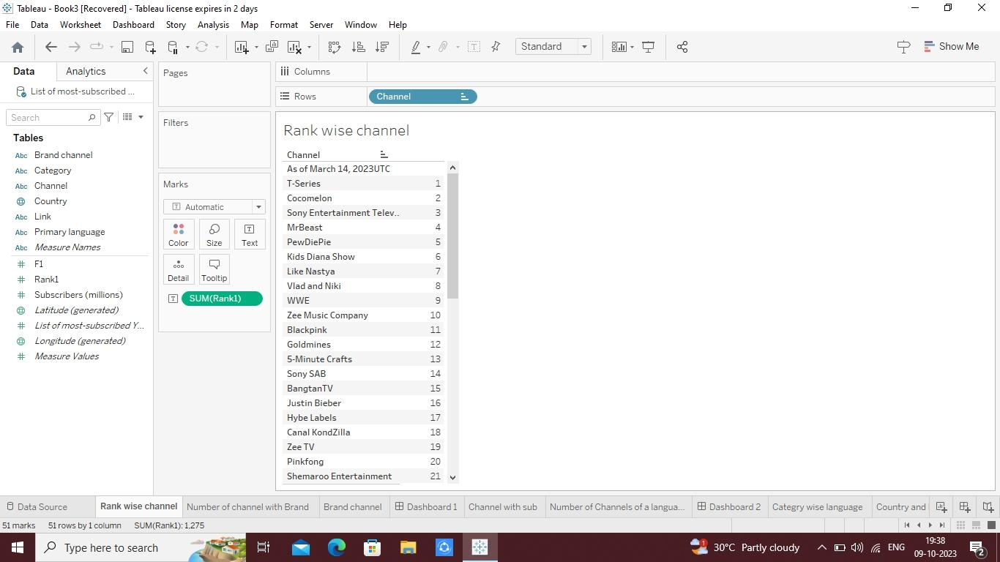 Tableau - Book3 [Recovered] - Tableau license expires in 2 days
File Data Worksheet Dashboard Story Analysis Map Format Server Window Help
Standard
Show Me
Data Analytics
List of most-subscribed ...
Search
Tables
Abc Brand channel
Abc Category
Abc Channel
Country
Abc Link
Abc Primary language
Abc Measure Names
# F1
# Rank1
# Subscribers (millions)
Latitude (generated)
# List of most-subscribed Y...
Longitude (generated)
# Measure Values
Pages
Filters
Marks
T Automatic
Color Size T Text
Detail Tooltip
T SUM(Rank1)
Columns
Rows Channel
Rank wise channel
Channel
As of March 14, 2023UTC
T-Series 1
Cocomelon 2
Sony Entertainment Telev.. 3
MrBeast 4
PewDiePie 5
Kids Diana Show 6
Like Nastya 7
Vlad and Niki 8
WWE 9
Zee Music Company 10
Blackpink 11
Goldmines 12
5-Minute Crafts 13
Sony SAB 14
BangtanTV 15
Justin Bieber 16
Hybe Labels 17
Canal KondZilla 18
Zee TV 19
Pinkfong 20
Shemaroo Entertainment 21
Data Source Rank wise channel Number of channel with Brand Brand channel Dashboard 1 Channel with sub Number of Channels of a langua... Dashboard 2 Categry wise language Country and
51 marks 51 rows by 1 column SUM(Rank1): 1,275
Type here to search
30°C Partly cloudy
ENG
19:38
09-10-2023
1
2